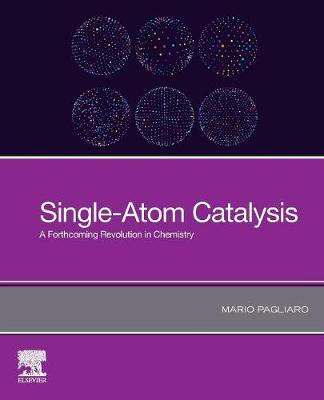 Single-Atom Catalysis
A Forthcoming Revolution in Chemistry
MARIO PAGLIARO
ELSEVIER